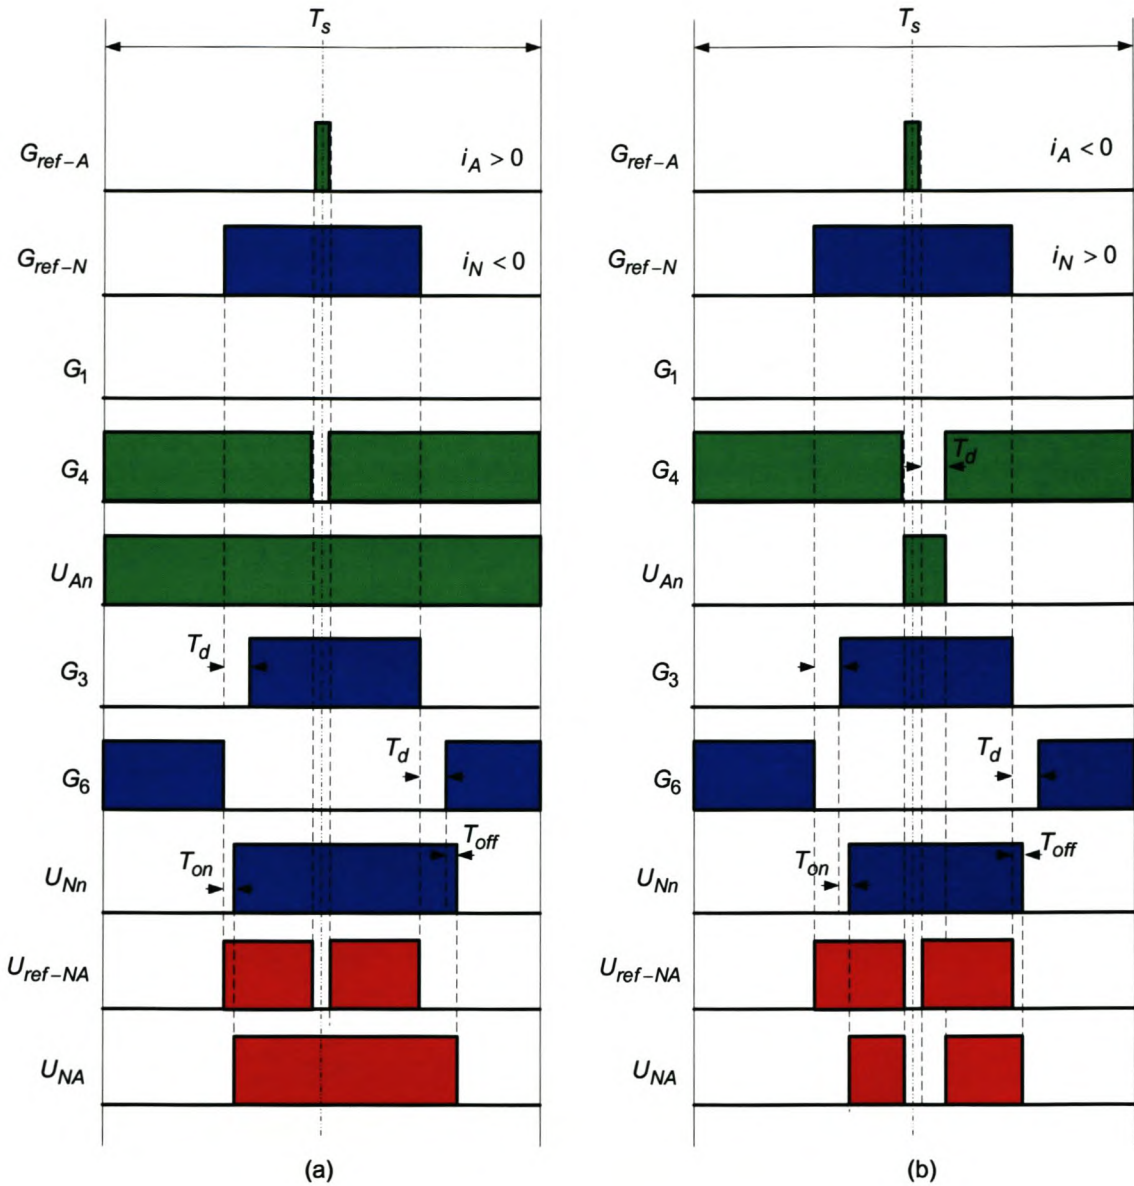 T_s
G_ref-A
i_A > 0
G_ref-N
i_N < 0
G_1
G_4
U_An
T_d
G_3
T_d
G_6
T_on
T_off
U_Nn
U_ref-NA
U_NA
(a)
T_s
G_ref-A
i_A < 0
G_ref-N
i_N > 0
G_1
G_4
T_d
U_An
G_3
T_d
G_6
T_on
T_off
U_Nn
U_ref-NA
U_NA
(b)